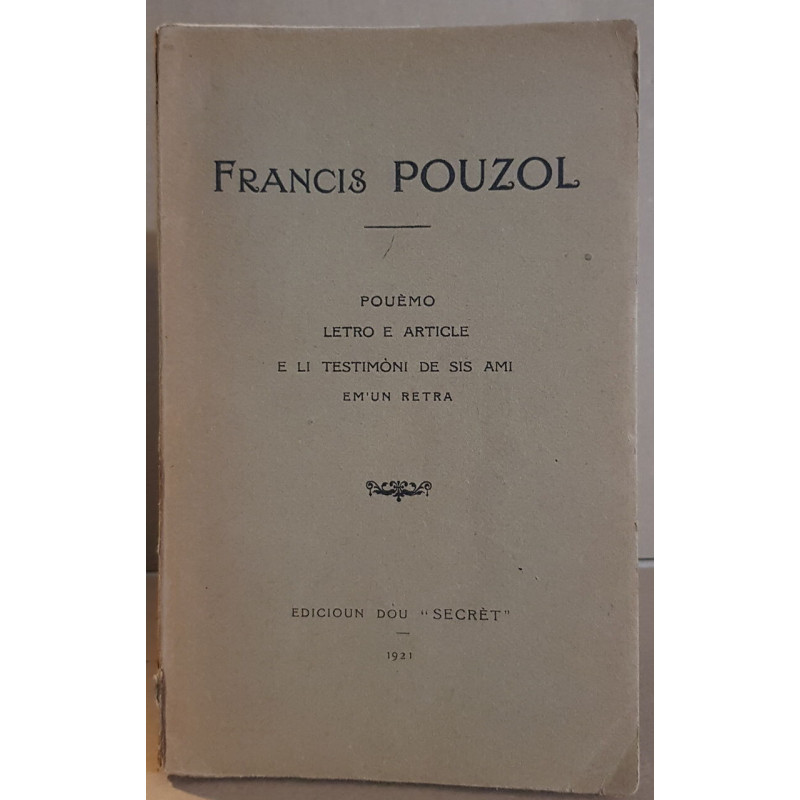 FRANCIS POUZOL
POUÈMO
LETRO E ARTICLE
E LI TESTIMÒNI DE SIS AMI
EM'UN RETRA
EDICIOUN DÓU "SECRÈT"
1921